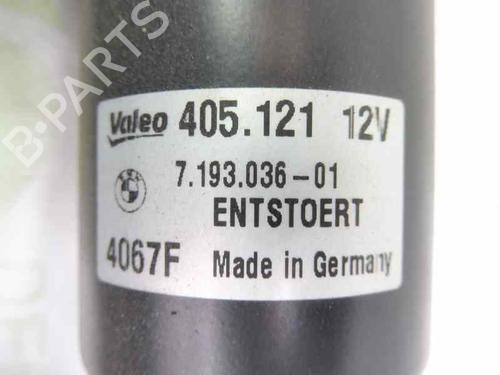 B-PARTS
Valeo 405.121 12V
7.193.036-01
ENTSTOERT
4067F Made in Germany